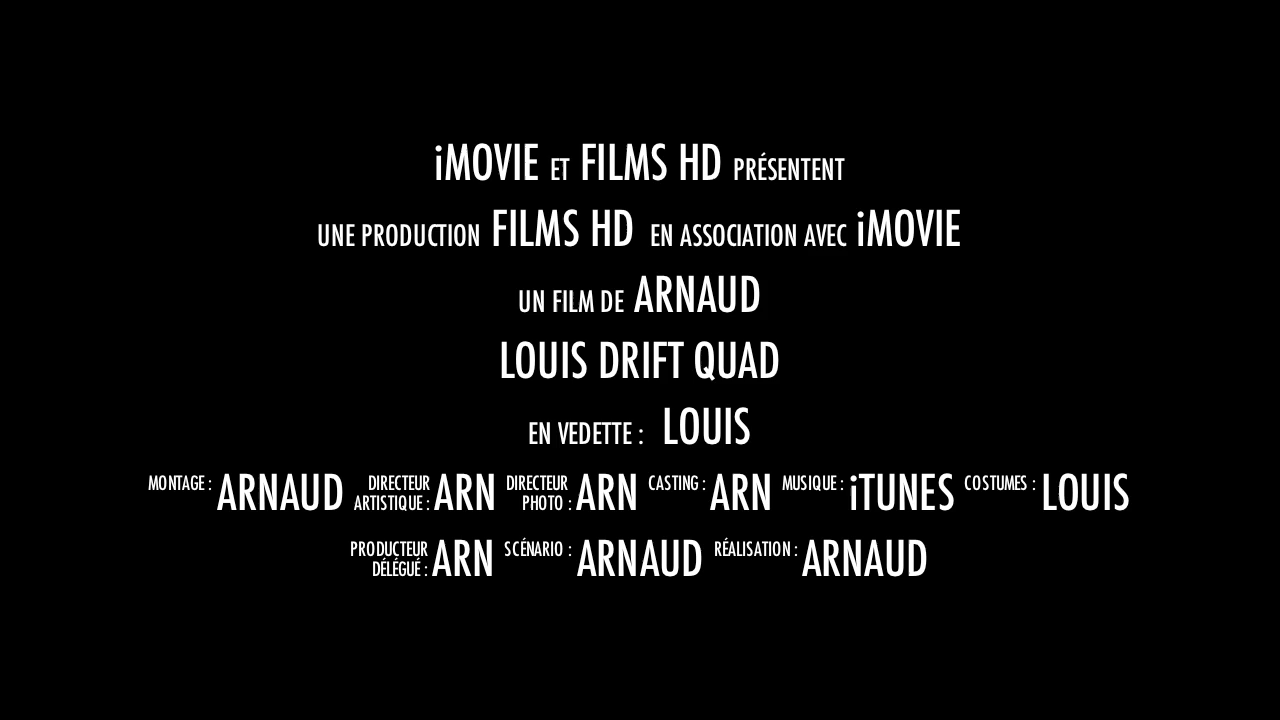 iMOVIE ET FILMS HD PRÉSENTENT
UNE PRODUCTION FILMS HD EN ASSOCIATION AVEC iMOVIE
UN FILM DE ARNAUD
LOUIS DRIFT QUAD
EN VEDETTE : LOUIS
MONTAGE : ARNAUD DIRECTEUR ARTISTIQUE : ARN DIRECTEUR PHOTO : ARN CASTING : ARN MUSIQUE : iTUNES COSTUMES : LOUIS
PRODUCTEUR DÉLÉGUÉ : ARN SCÉNARIO : ARNAUD RÉALISATION : ARNAUD